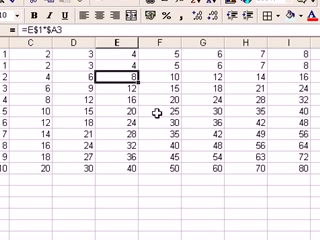 10 B I U $ %
=E$1*$A3
C D E F G H I
1 2 3 4 5 6 7 8
1 2 3 4 5 6 7 8
2 4 6 8 10 12 14 16
3 6 9 12 15 18 21 24
4 8 12 16 20 24 28 32
5 10 15 20 25 30 35 40
6 12 18 24 30 36 42 48
7 14 21 28 35 42 49 56
8 16 24 32 40 48 56 64
9 18 27 36 45 54 63 72
10 20 30 40 50 60 70 80